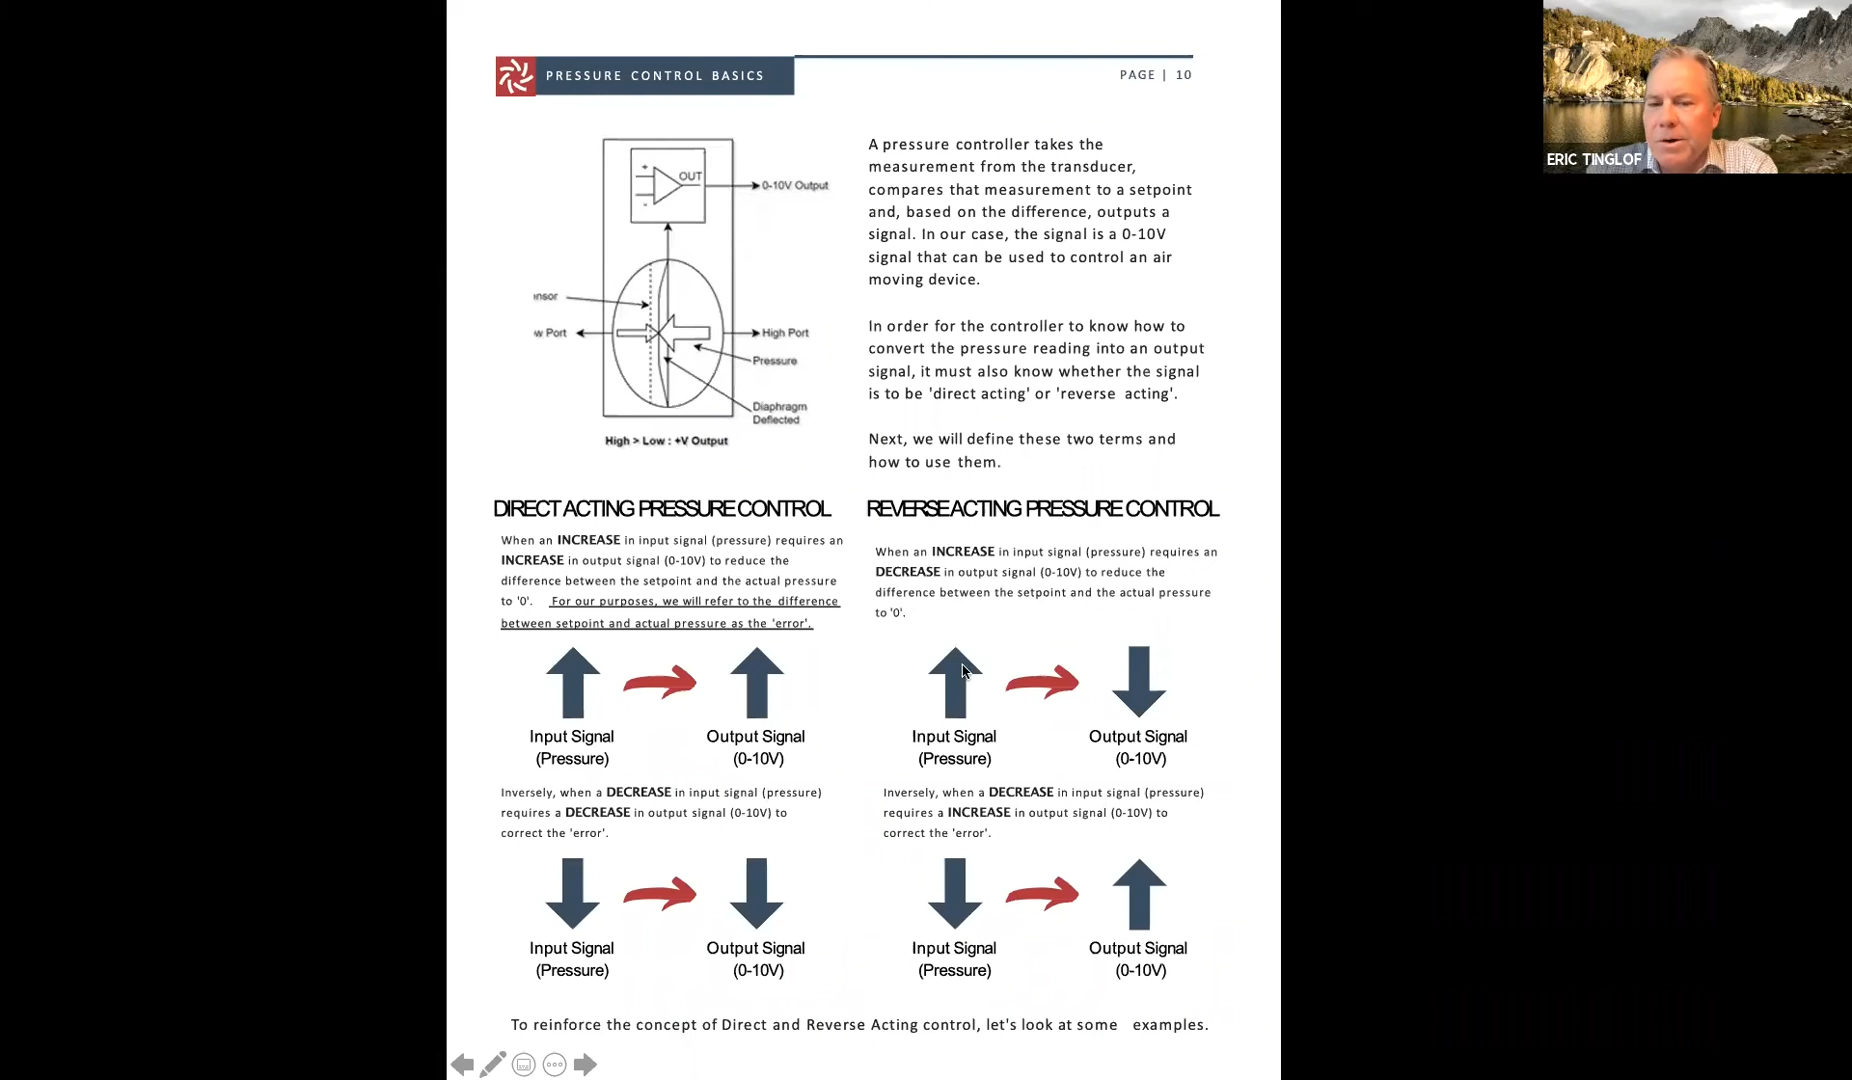 PRESSURE CONTROL BASICS
PAGE | 10
ERIC TINGLOF
+
OUT
-
0-10V Output
nsor
w Port
High Port
Pressure
Diaphragm
Deflected
High > Low : +V Output
A pressure controller takes the
measurement from the transducer,
compares that measurement to a setpoint
and, based on the difference, outputs a
signal. In our case, the signal is a 0-10V
signal that can be used to control an air
moving device.
In order for the controller to know how to
convert the pressure reading into an output
signal, it must also know whether the signal
is to be 'direct acting' or 'reverse acting'.
Next, we will define these two terms and
how to use them.
DIRECT ACTING PRESSURE CONTROL
When an INCREASE in input signal (pressure) requires an
INCREASE in output signal (0-10V) to reduce the
difference between the setpoint and the actual pressure
to '0'. For our purposes, we will refer to the difference
between setpoint and actual pressure as the 'error'.
Input Signal
(Pressure)
Output Signal
(0-10V)
Inversely, when a DECREASE in input signal (pressure)
requires a DECREASE in output signal (0-10V) to
correct the 'error'.
Input Signal
(Pressure)
Output Signal
(0-10V)
REVERSE ACTING PRESSURE CONTROL
When an INCREASE in input signal (pressure) requires an
DECREASE in output signal (0-10V) to reduce the
difference between the setpoint and the actual pressure
to '0'.
Input Signal
(Pressure)
Output Signal
(0-10V)
Inversely, when a DECREASE in input signal (pressure)
requires a INCREASE in output signal (0-10V) to
correct the 'error'.
Input Signal
(Pressure)
Output Signal
(0-10V)
To reinforce the concept of Direct and Reverse Acting control, let's look at some examples.